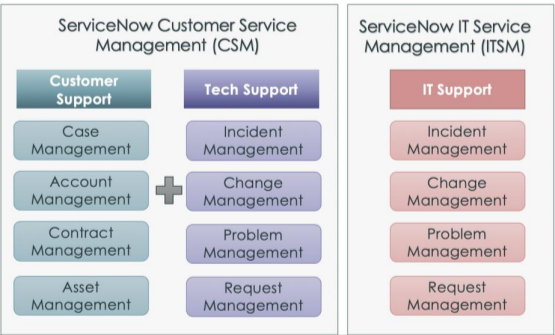 ServiceNow Customer Service
Management (CSM)
Customer
Support
Case
Management
Account
Management
Contract
Management
Asset
Management
Tech Support
Incident
Management
Change
Management
Problem
Management
Request
Management
ServiceNow IT Service
Management (ITSM)
IT Support
Incident
Management
Change
Management
Problem
Management
Request
Management